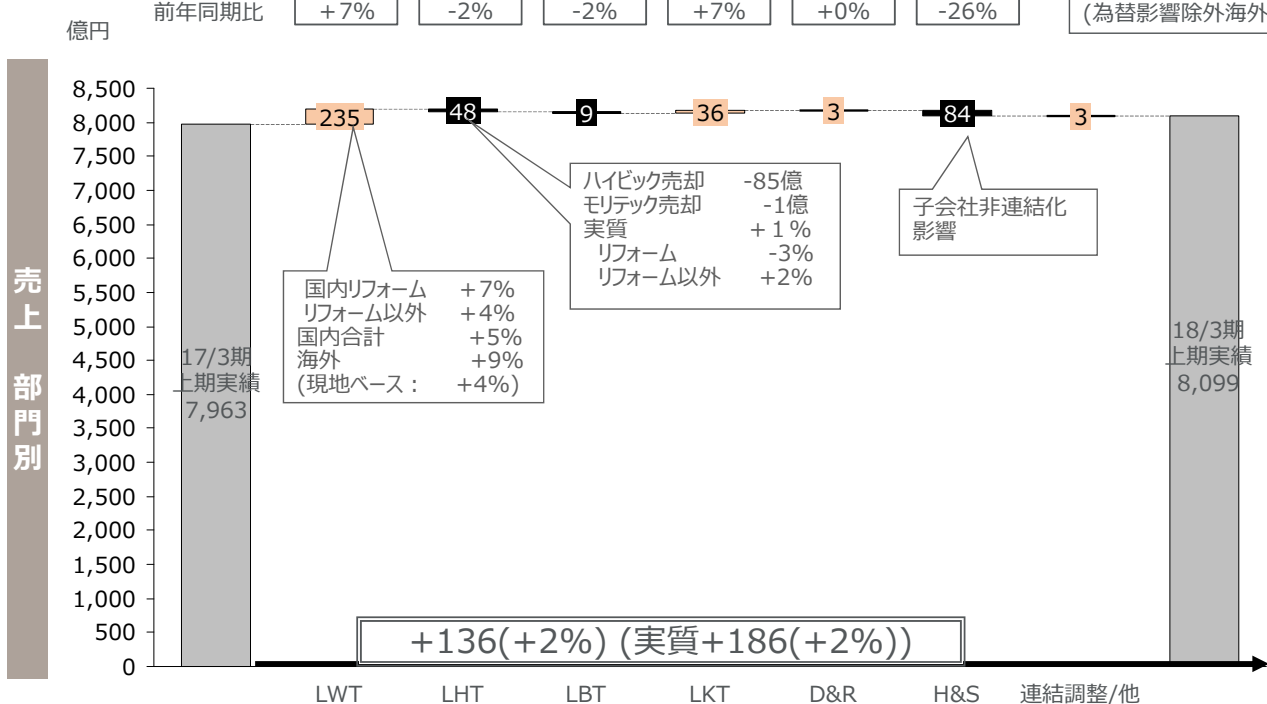 前年同期比
+7%
-2%
-2%
+7%
+0%
-26%
(為替影響除外海外
億円
売上 部門別
8,500
8,000
7,500
7,000
6,500
6,000
5,500
5,000
4,500
4,000
3,500
3,000
2,500
2,000
1,500
1,000
500
0
235
48
9
36
3
84
3
ハイビック売却 -85億
モリテック売却 -1億
実質 +1%
リフォーム -3%
リフォーム以外 +2%
子会社非連結化
影響
国内リフォーム +7%
リフォーム以外 +4%
国内合計 +5%
海外 +9%
(現地ベース: +4%)
17/3期
上期実績
7,963
18/3期
上期実績
8,099
+136(+2%) (実質+186(+2%))
LWT
LHT
LBT
LKT
D&R
H&S
連結調整/他